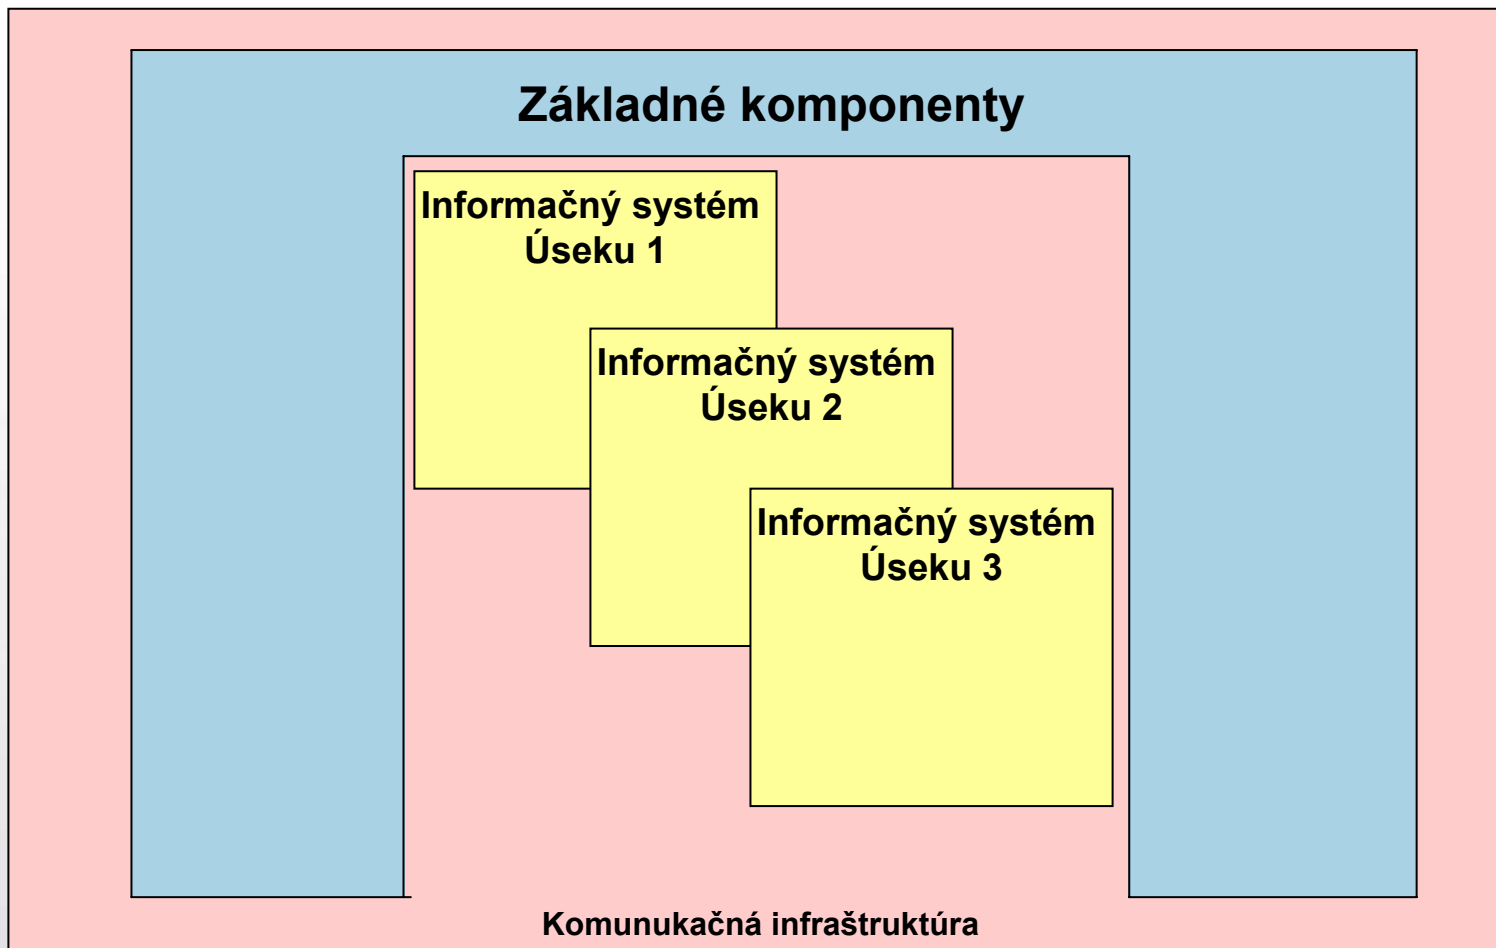 Základné komponenty
Informačný systém
Úseku 1
Informačný systém
Úseku 2
Informačný systém
Úseku 3
Komunukačná infraštruktúra